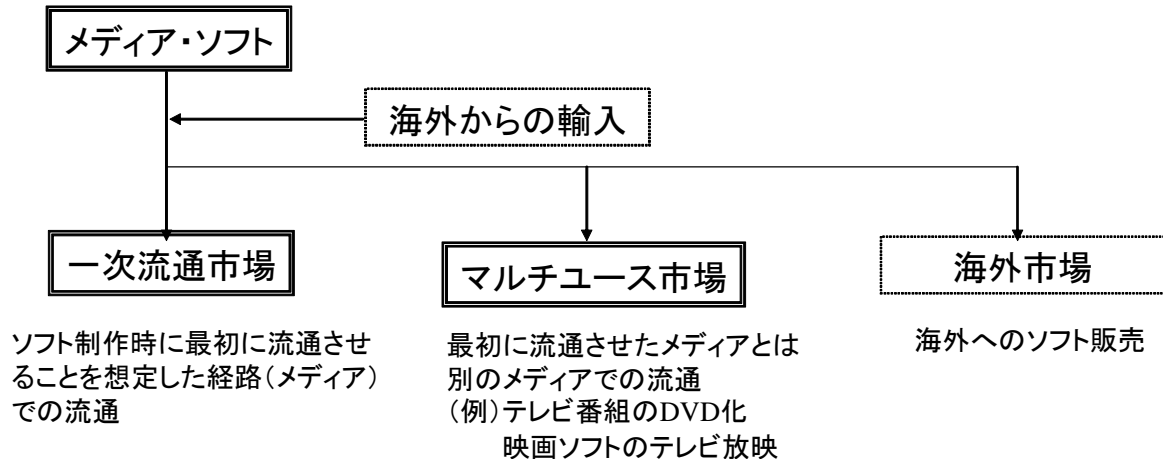 メディア・ソフト
海外からの輸入
一次流通市場
マルチユース市場
海外市場
ソフト制作時に最初に流通させ
ることを想定した経路(メディア)
での流通
最初に流通させたメディアとは
別のメディアでの流通
(例)テレビ番組のDVD化
映画ソフトのテレビ放映
海外へのソフト販売